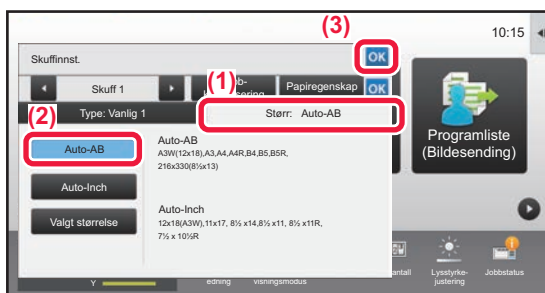 (3)
10:15
Skuffinnst.
OK
Skuff 1
(1)
Papiregenskap
OK
(2)
Type: Vanlig 1
Størr: Auto-AB
Programliste
(Bildesending)
Auto-AB
Auto-AB
A3W(12x18),A3,A4,A4R,B4,B5,B5R,
216x330(8½x13)
Auto-Inch
Auto-Inch
12x18(A3W),11x17, 8½ x14,8½ x11, 8½ x11R,
7¼ x 10½R
Valgt størrelse
antall
Lysstyrke-
justering
Jobbstatus
Y
edning
visningsmodus